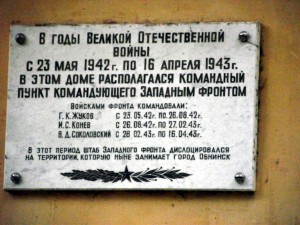 В ГОДЫ ВЕЛИКОЙ ОТЕЧЕСТВЕННОЙ
ВОЙНЫ
С 23 МАЯ 1942г. ПО 16 АПРЕЛЯ 1943г.
В ЭТОМ ДОМЕ РАСПОЛАГАЛСЯ КОМАНДНЫЙ
ПУНКТ КОМАНДУЮЩЕГО ЗАПАДНЫМ ФРОНТОМ
ВОЙСКАМИ ФРОНТА КОМАНДОВАЛИ:
Г.К.ЖУКОВ С 23.05.42г. ПО 26.08.42г.
И.С.КОНЕВ С 26.08.42г. ПО 27.02.43г.
В.Д.СОКОЛОВСКИЙ С 28.02.43г. ПО 16.04.43г.
В ЭТОТ ПЕРИОД ШТАБ ЗАПАДНОГО ФРОНТА ДИСЛОЦИРОВАЛСЯ
НА ТЕРРИТОРИИ, КОТОРУЮ НЫНЕ ЗАНИМАЕТ ГОРОД ОБНИНСК